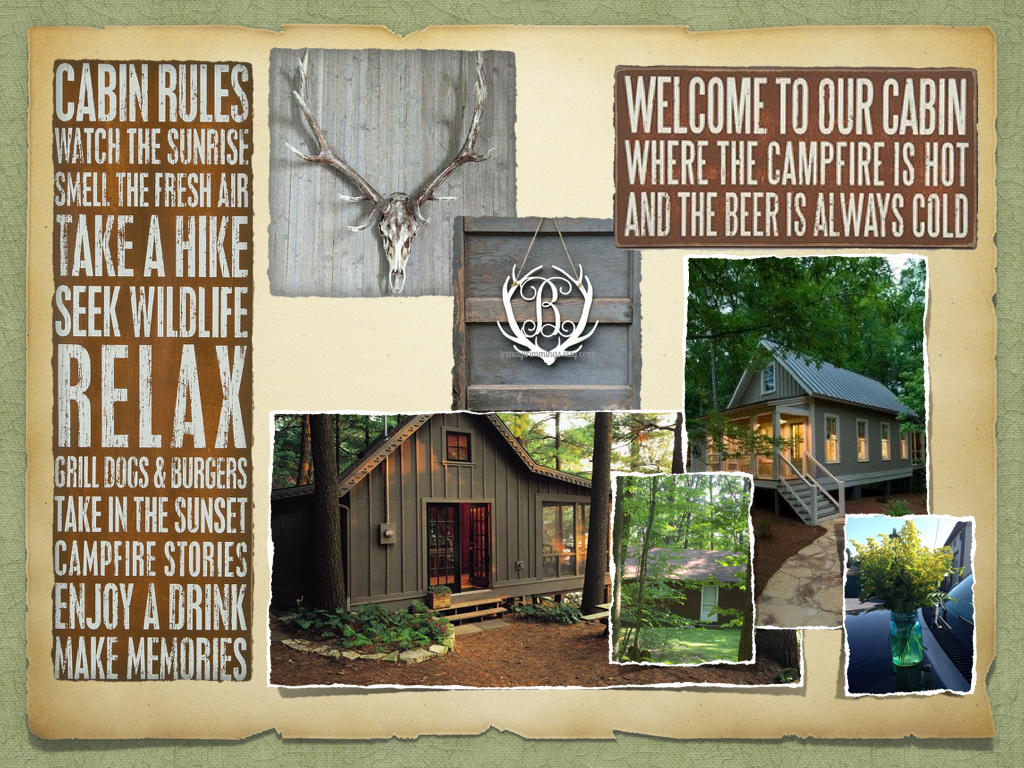 CABIN RULES
WATCH THE SUNRISE
SMELL THE FRESH AIR
TAKE A HIKE
SEEK WILDLIFE
RELAX
GRILL DOGS & BURGERS
TAKE IN THE SUNSET
CAMPFIRE STORIES
ENJOY A DRINK
MAKE MEMORIES
WELCOME TO OUR CABIN
WHERE THE CAMPFIRE IS HOT
AND THE BEER IS ALWAYS COLD
B